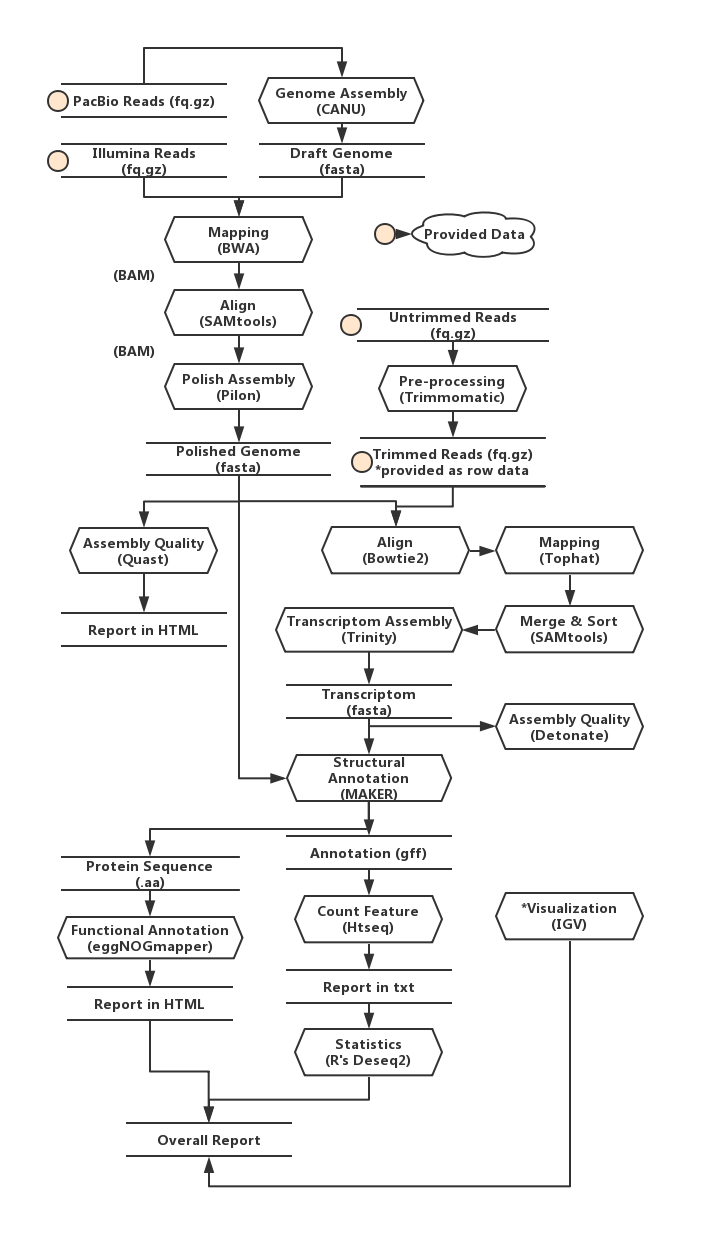 PacBio Reads (fq.gz)
Genome Assembly
(CANU)
Illumina Reads
(fq.gz)
Draft Genome
(fasta)
Mapping
(BWA)
Provided Data
(BAM)
Align
(SAMtools)
Untrimmed Reads
(fq.gz)
(BAM)
Polish Assembly
(Pilon)
Pre-processing
(Trimmomatic)
Polished Genome
(fasta)
Trimmed Reads (fq.gz)
*provided as row data
Assembly Quality
(Quast)
Align
(Bowtie2)
Mapping
(Tophat)
Report in HTML
Transcriptom Assembly
(Trinity)
Merge & Sort
(SAMtools)
Transcriptom
(fasta)
Assembly Quality
(Detonate)
Structural
Annotation
(MAKER)
Protein Sequence
(.aa)
Annotation (gff)
Functional Annotation
(eggNOGmapper)
Count Feature
(Htseq)
*Visualization
(IGV)
Report in HTML
Report in txt
Statistics
(R's Deseq2)
Overall Report